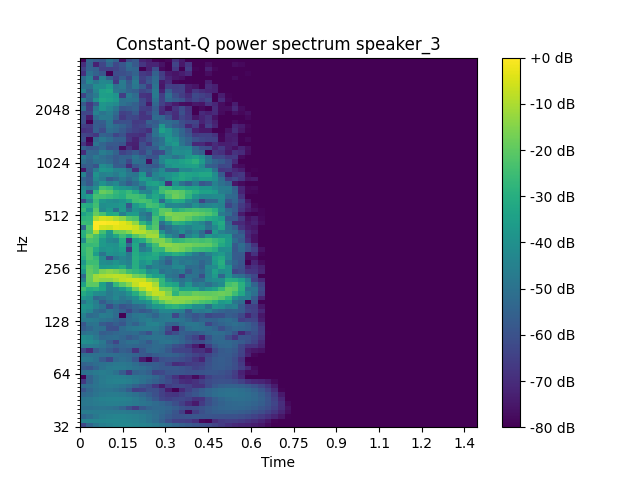 Constant-Q power spectrum speaker_3
Hz
2048
1024
512
256
128
64
32
0 0.15 0.3 0.45 0.6 0.75 0.9 1.1 1.2 1.4
Time
+0 dB
-10 dB
-20 dB
-30 dB
-40 dB
-50 dB
-60 dB
-70 dB
-80 dB